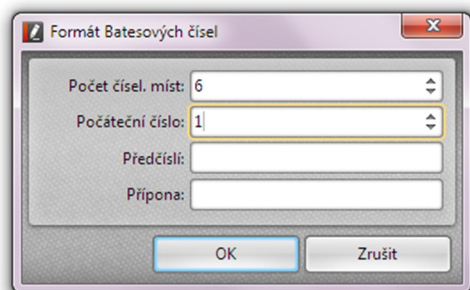 Formát Batesových čísel
Počet čísel. míst: 6
Počáteční číslo: 1
Předčíslí:
Přípona:
OK Zrušit